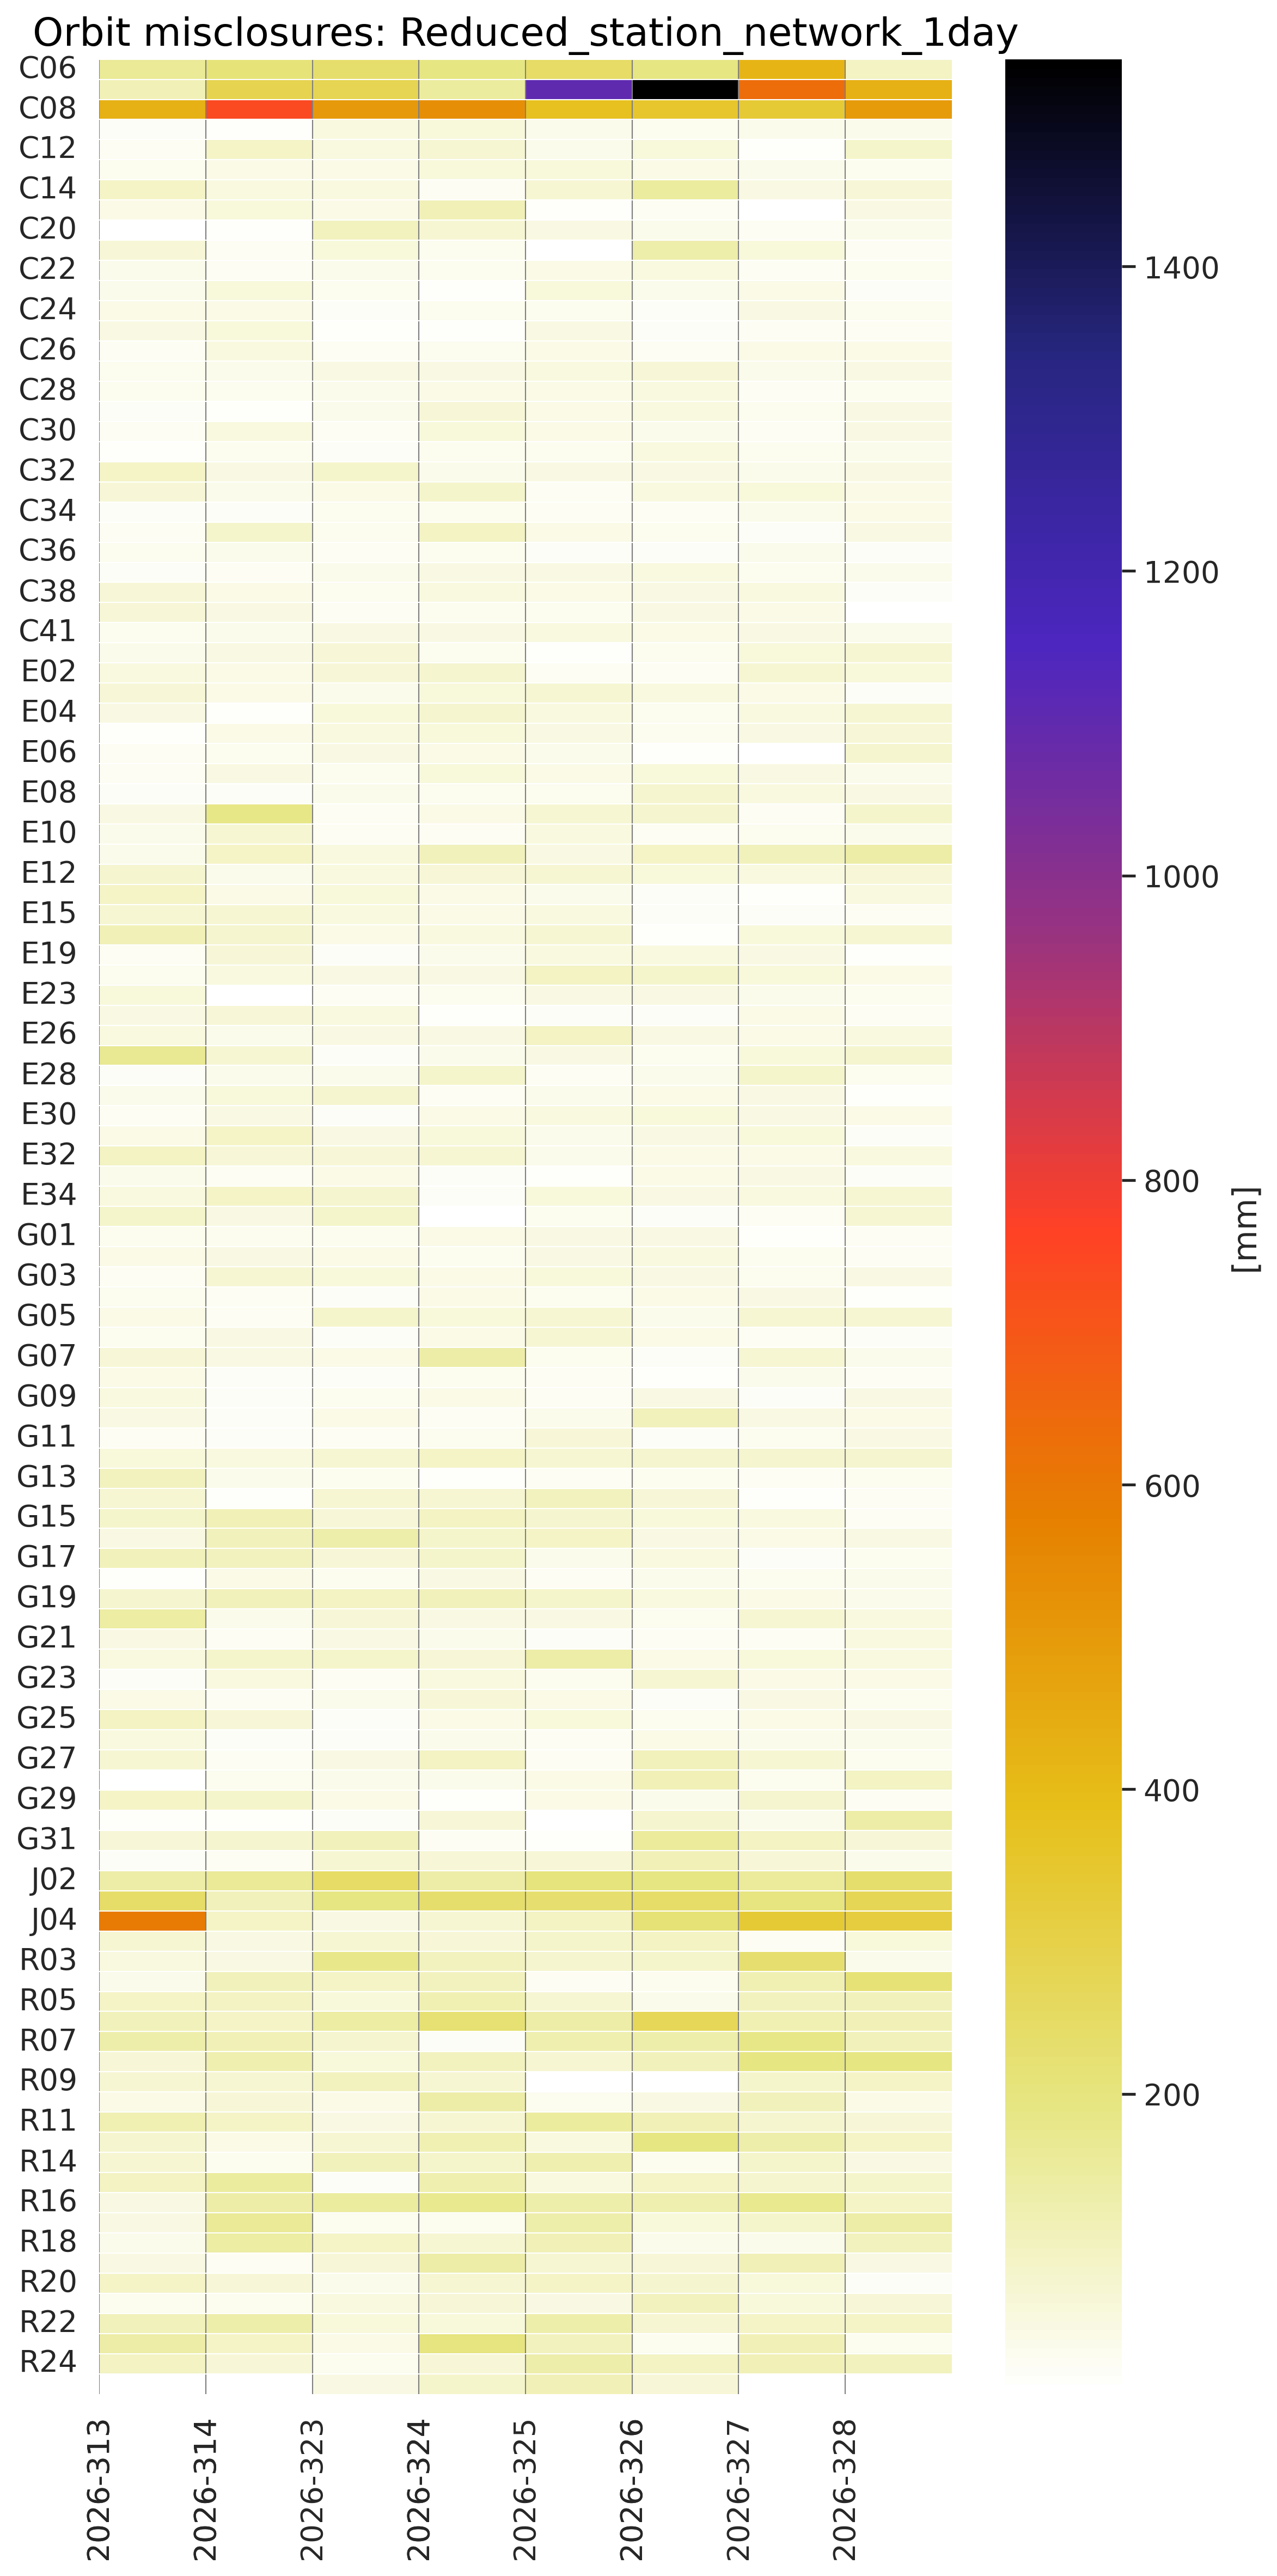 Orbit misclosures: Reduced_station_network_1day
C06
C08
C12
C14
C20
C22
C24
C26
C28
C30
C32
C34
C36
C38
C41
E02
E04
E06
E08
E10
E12
E15
E19
E23
E26
E28
E30
E32
E34
G01
G03
G05
G07
G09
G11
G13
G15
G17
G19
G21
G23
G25
G27
G29
G31
J02
J04
R03
R05
R07
R09
R11
R14
R16
R18
R20
R22
R24
2026-313
2026-314
2026-323
2026-324
2026-325
2026-326
2026-327
2026-328
1400
1200
1000
800
600
400
200
[mm]